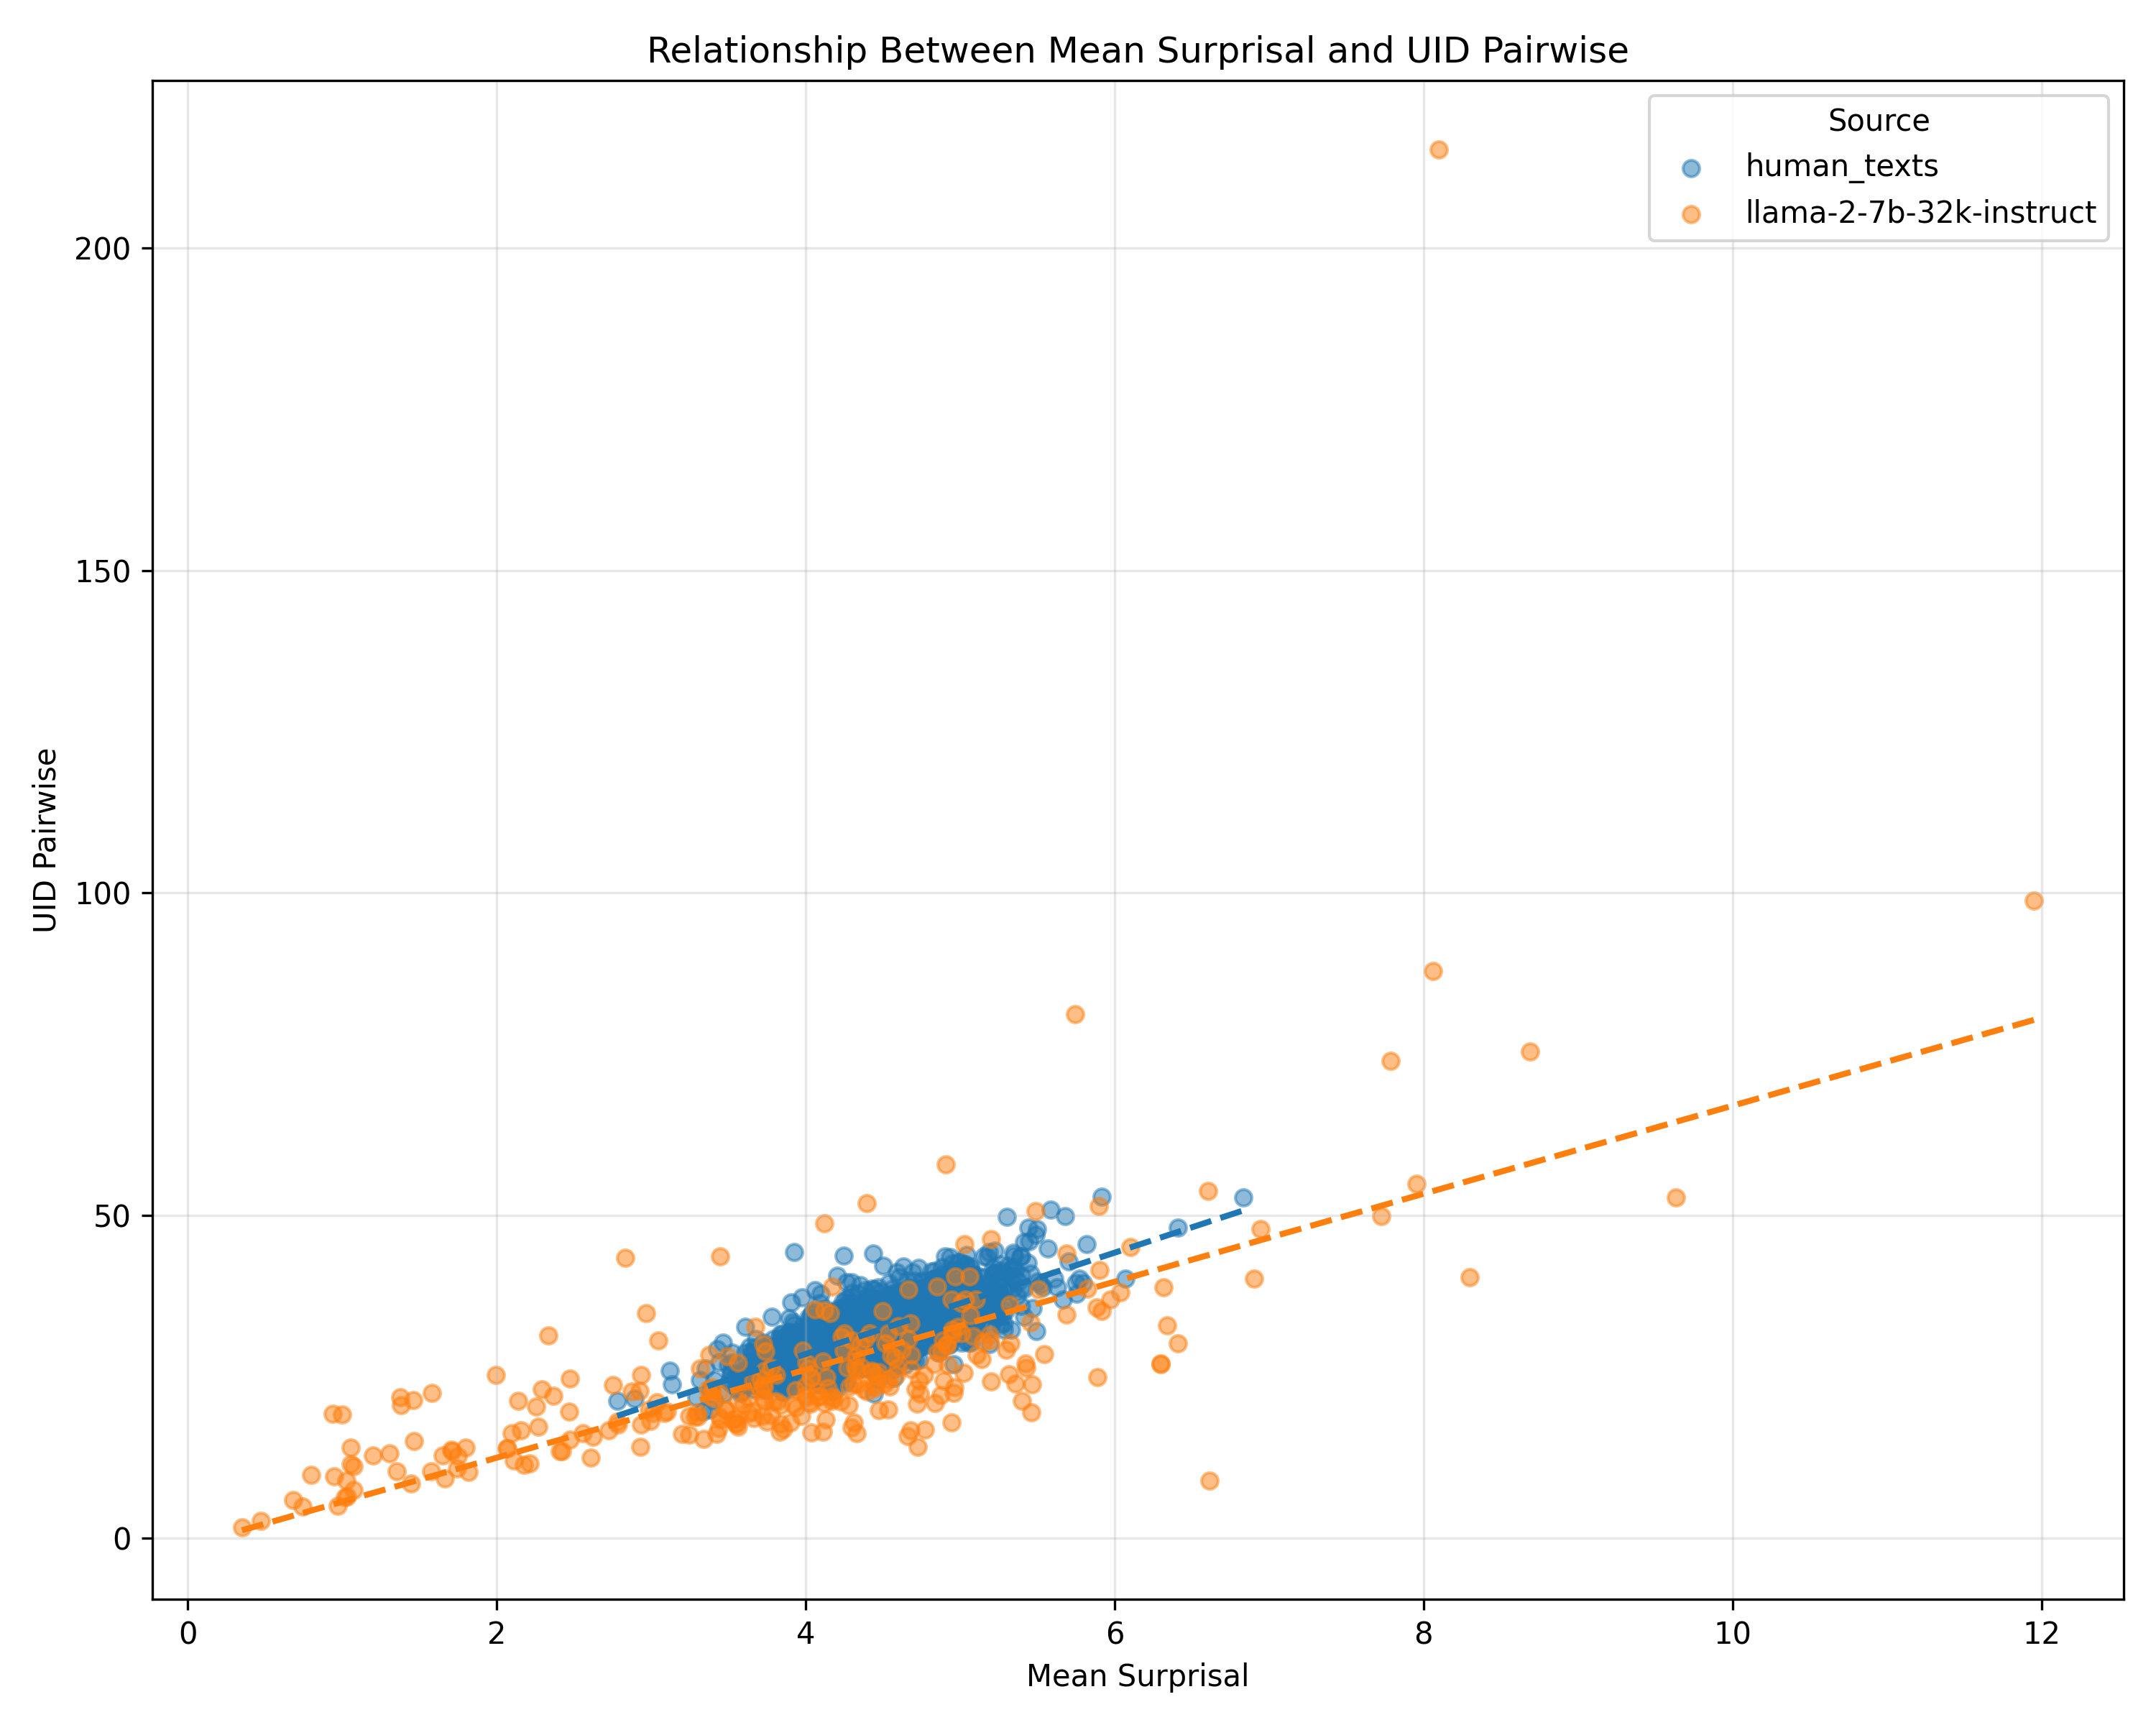 Relationship Between Mean Surprisal and UID Pairwise
Source
human_texts
llama-2-7b-32k-instruct
UID Pairwise
200
150
100
50
0
0 2 4 6 8 10 12
Mean Surprisal